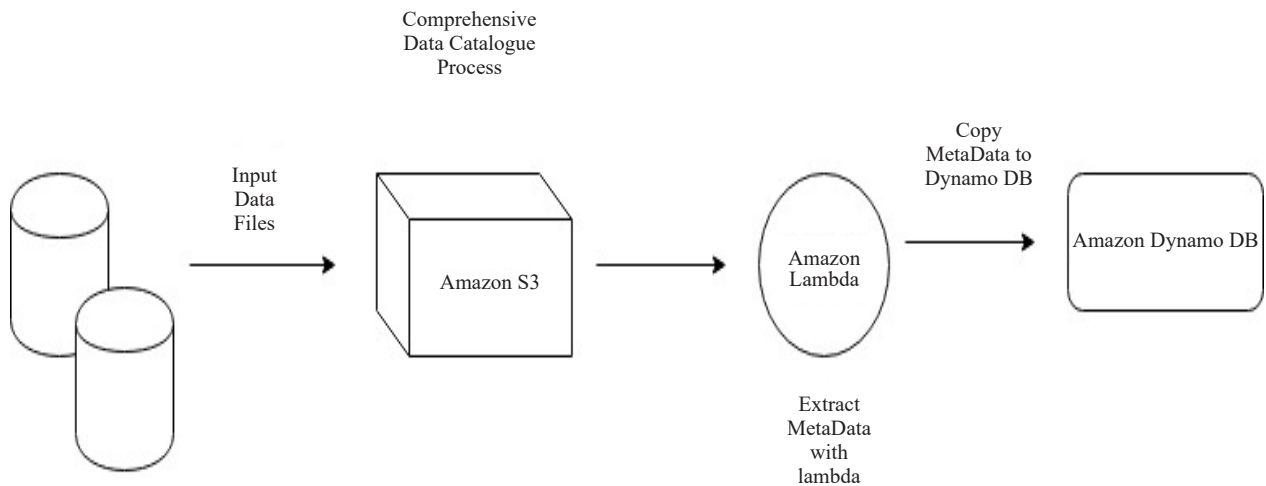 Comprehensive
Data Catalogue
Process
Input
Data
Files
Amazon S3
Amazon
Lambda
Extract
MetaData
with
lambda
Copy
MetaData to
Dynamo DB
Amazon Dynamo DB